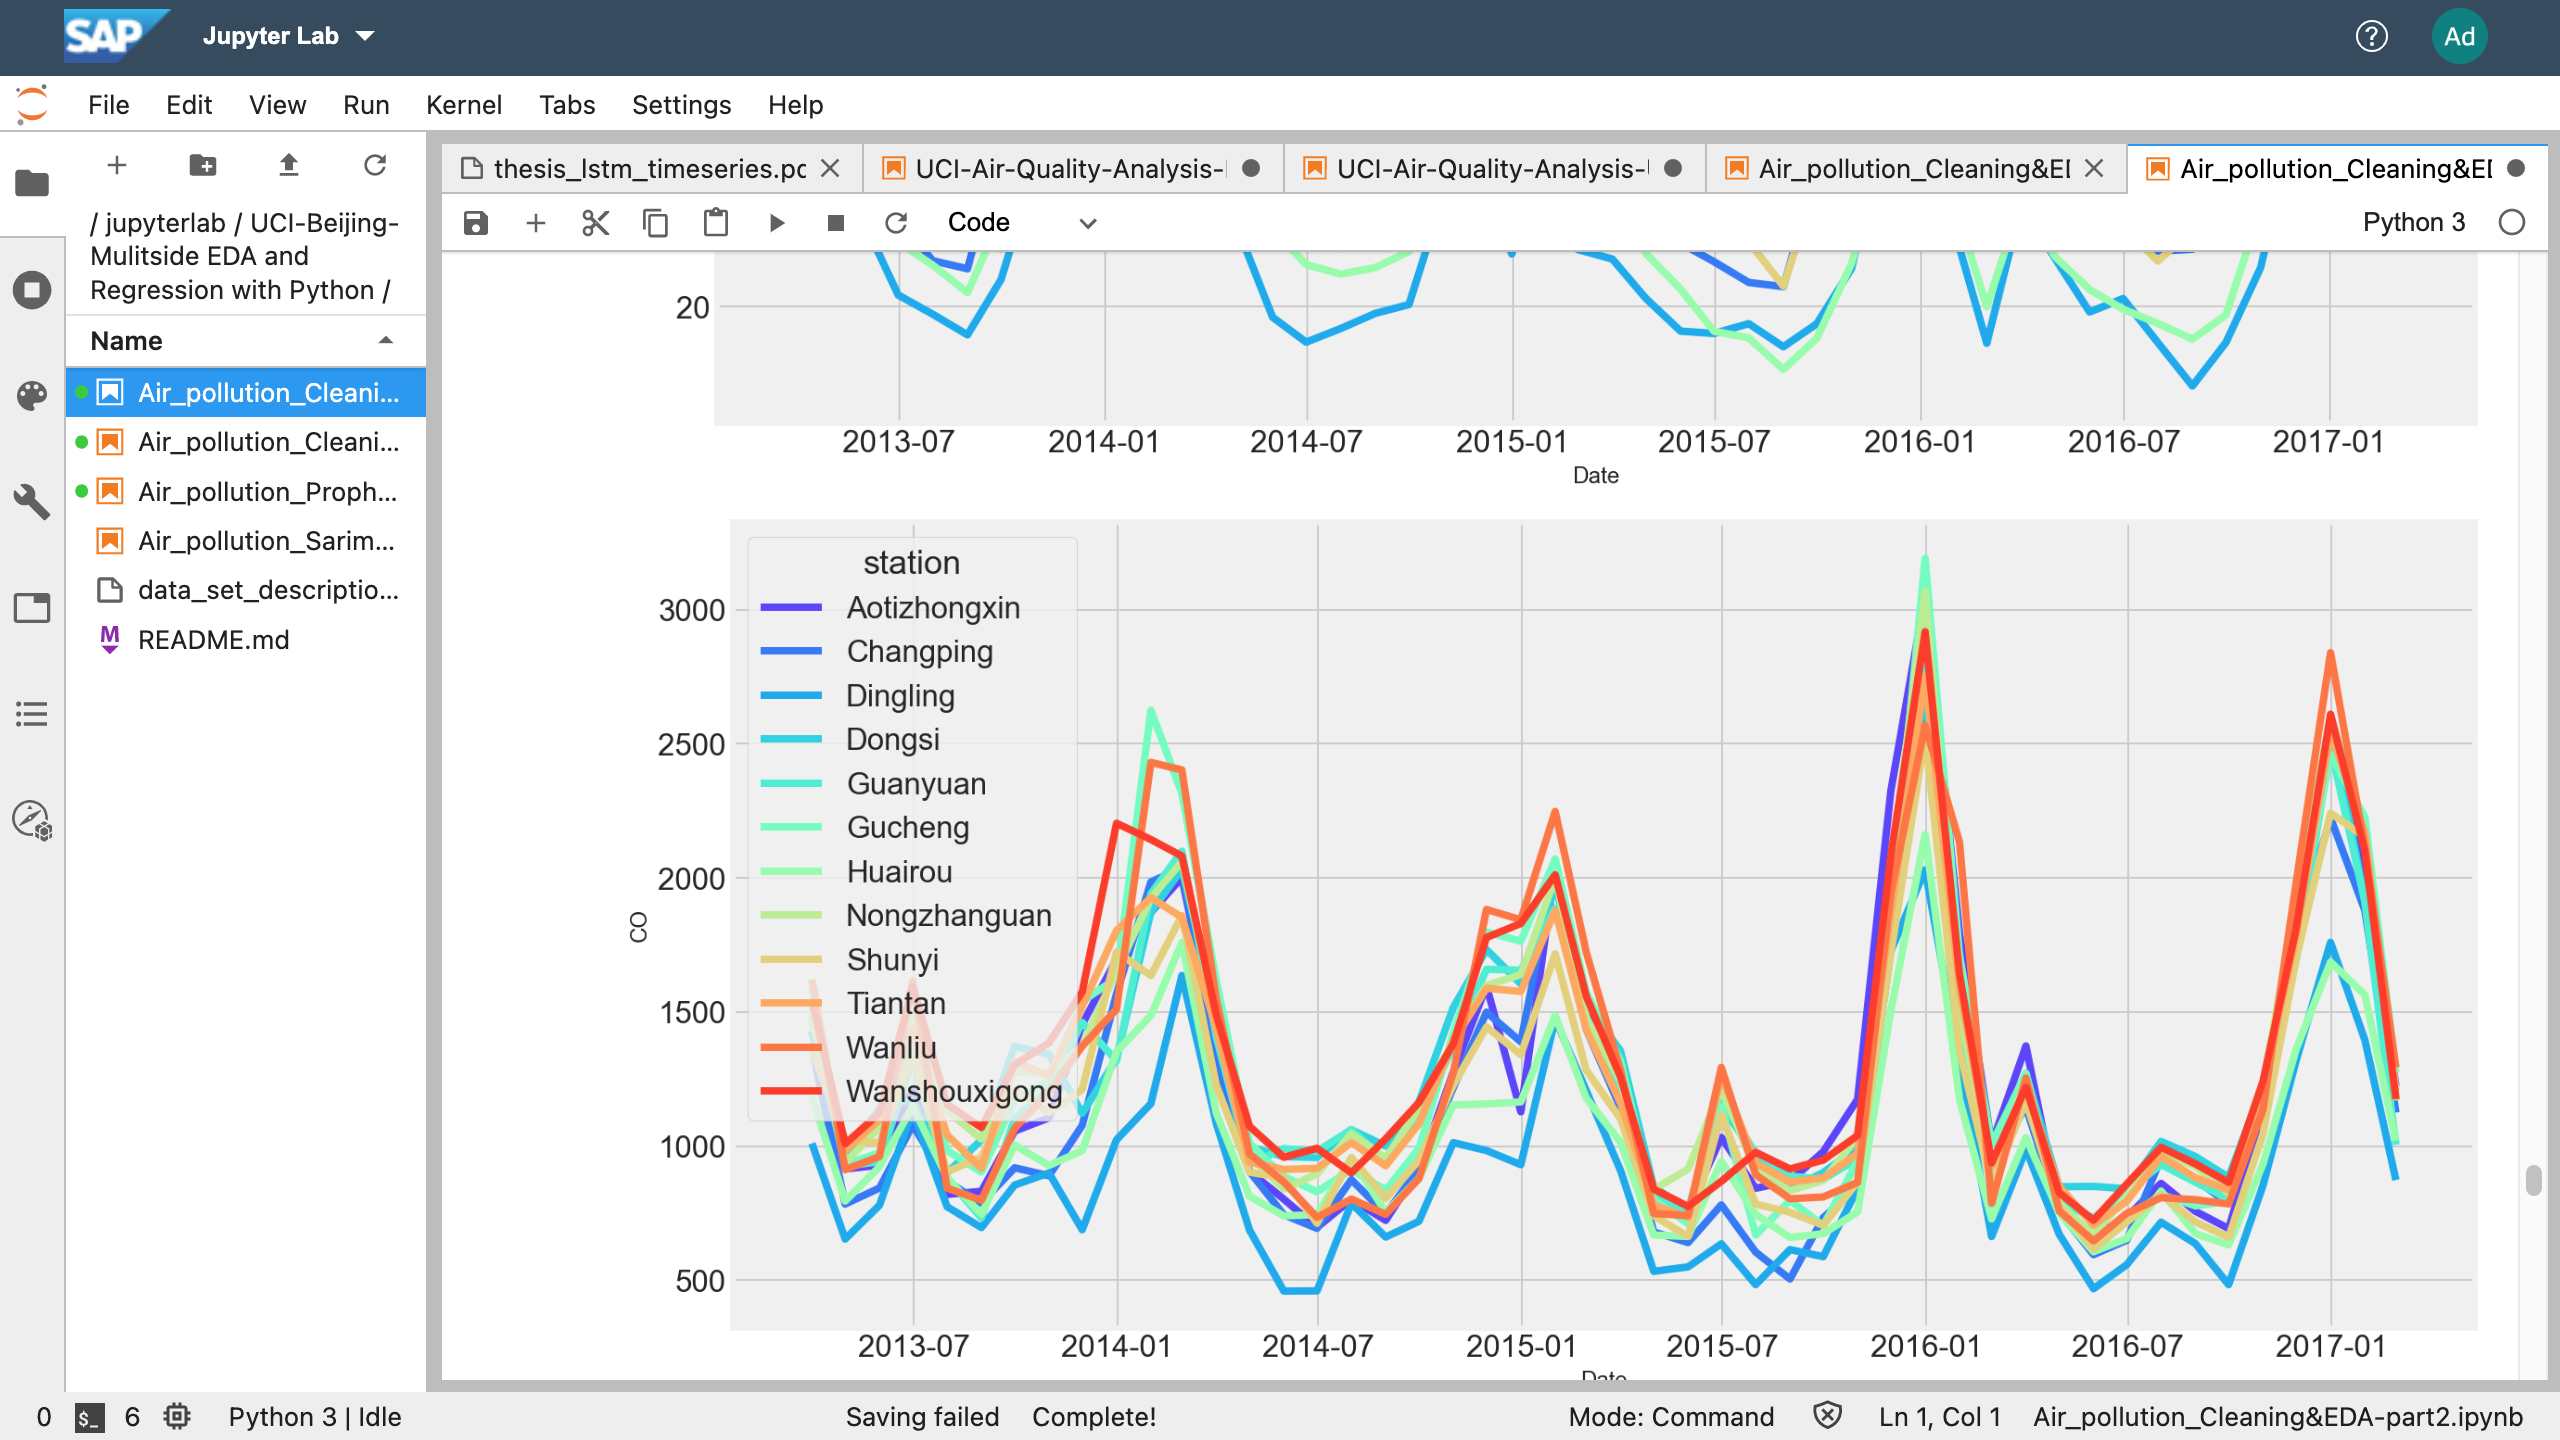 SAP Jupyter Lab
Ad
File Edit View Run Kernel Tabs Settings Help
thesis_lstm_timeseries.pd
UCI-Air-Quality-Analysis-
UCI-Air-Quality-Analysis-
Air_pollution_Cleaning&E
Air_pollution_Cleaning&E
Code
Python 3
/ jupyterlab / UCI-Beijing-
Mulitside EDA and
Regression with Python /
Name
Air_pollution_Cleani...
Air_pollution_Cleani...
Air_pollution_Proph...
Air_pollution_Sarim...
data_set_descriptio...
README.md
20
2013-07 2014-01 2014-07 2015-01 2015-07 2016-01 2016-07 2017-01
Date
station
Aotizhongxin
Changping
Dingling
Dongsi
Guanyuan
Gucheng
Huairou
Nongzhanguan
Shunyi
Tiantan
Wanliu
Wanshouxigong
3000
2500
2000
1500
1000
500
CO
2013-07 2014-01 2014-07 2015-01 2015-07 2016-01 2016-07 2017-01
Date
0 $_ 6 Python 3 | Idle Saving failed Complete! Mode: Command Ln 1, Col 1 Air_pollution_Cleaning&EDA-part2.ipynb